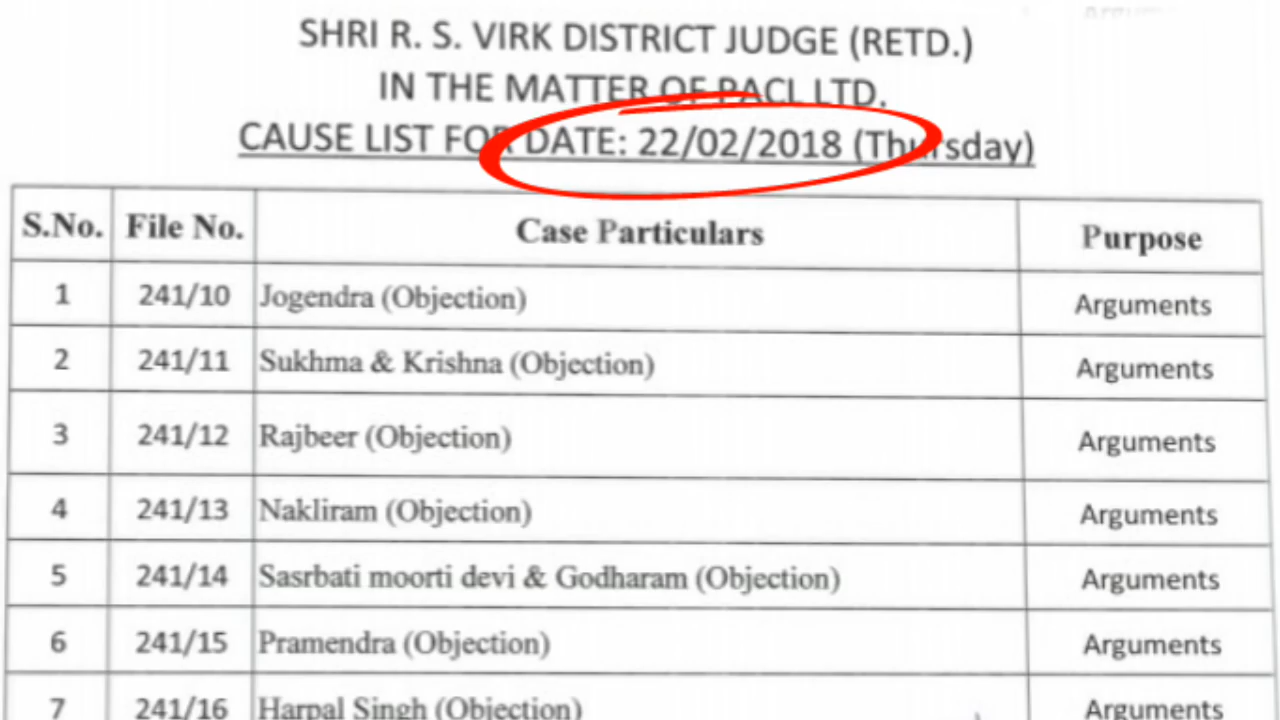 SHRI R. S. VIRK DISTRICT JUDGE (RETD.)
IN THE MATTER OF PACL LTD.
CAUSE LIST FOR DATE: 22/02/2018 (Thursday)
S.No. File No. Case Particulars Purpose
1 241/10 Jogendra (Objection) Arguments
2 241/11 Sukhma & Krishna (Objection) Arguments
3 241/12 Rajbeer (Objection) Arguments
4 241/13 Nakliram (Objection) Arguments
5 241/14 Sasrbati moorti devi & Godharam (Objection) Arguments
6 241/15 Pramendra (Objection) Arguments
7 241/16 Harpal Singh (Objection) Arguments